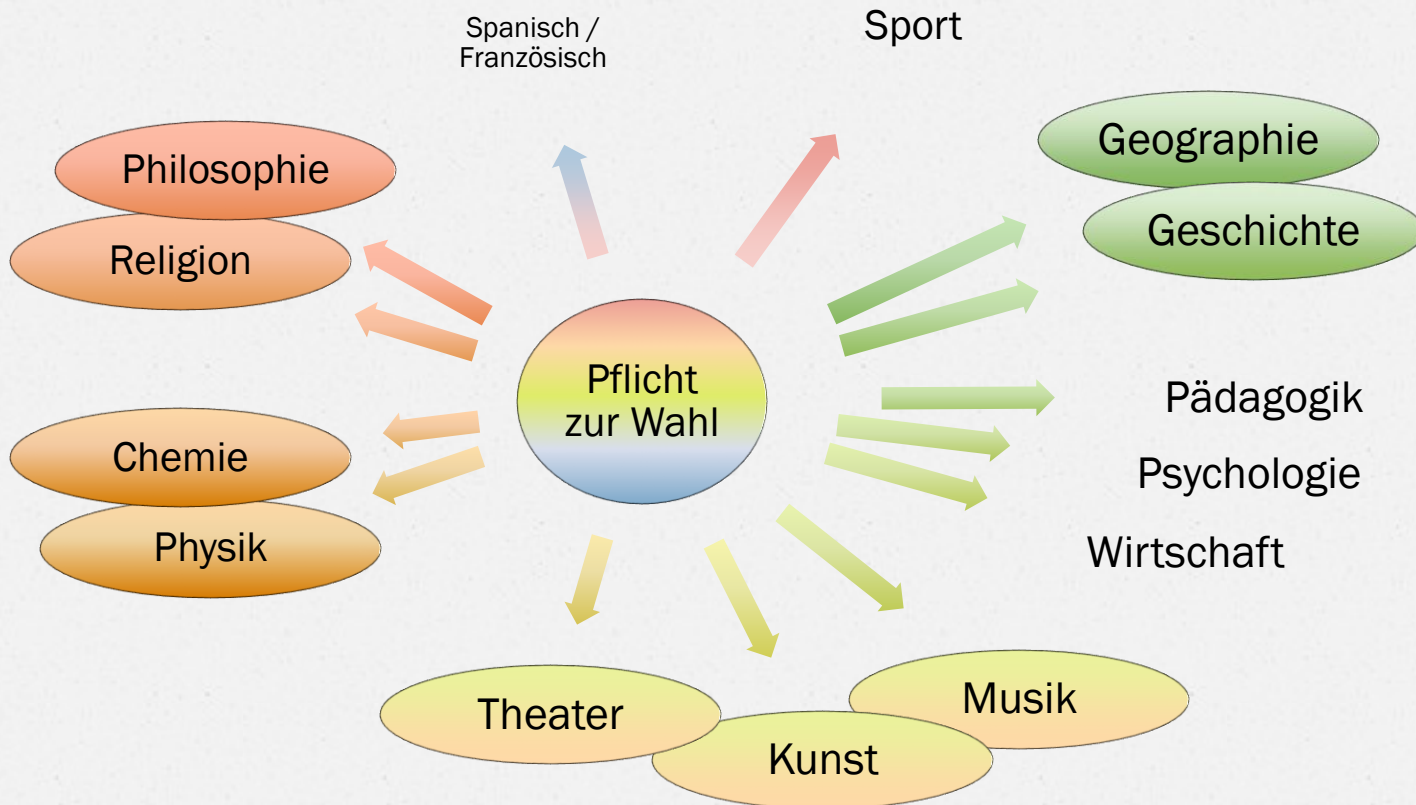 Spanisch /
Französisch
Sport
Philosophie
Religion
Geographie
Geschichte
Pflicht
zur Wahl
Chemie
Physik
Pädagogik
Psychologie
Wirtschaft
Theater
Kunst
Musik